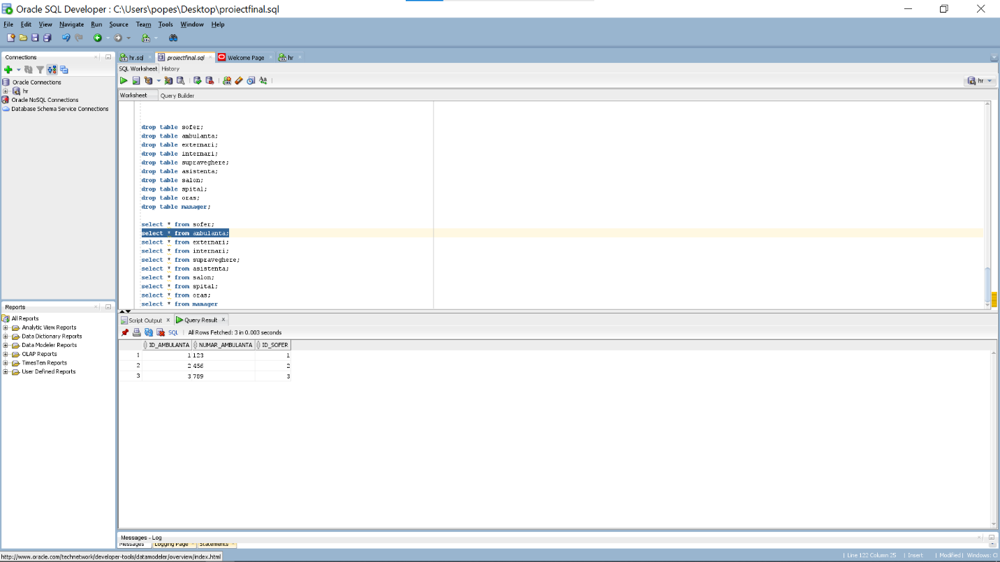 Oracle SQL Developer : C:\Users\popes\Desktop\proiectfinal.sql
File Edit View Navigate Run Source Team Tools Window Help
Connections
Oracle Connections
hr
Oracle NoSQL Connections
Database Schema Service Connections
hr.sql proiectfinal.sql Welcome Page hr
SQL Worksheet History
hr
Worksheet Query Builder
drop table sofer;
drop table ambulanta;
drop table externari;
drop table internari;
drop table supraveghere;
drop table asistenta;
drop table salon;
drop table spital;
drop table oras;
drop table manager;
select * from sofer;
select * from ambulanta;
select * from externari;
select * from internari;
select * from supraveghere;
select * from asistenta;
select * from salon;
select * from spital;
select * from oras;
select * from manager
Reports
All Reports
Analytic View Reports
Data Dictionary Reports
Data Modeler Reports
OLAP Reports
TimesTen Reports
User Defined Reports
Script Output x Query Result x
SQL | All Rows Fetched: 3 in 0.003 seconds
ID_AMBULANTA NUMAR_AMBULANTA ID_SOFER
1 1 123 1
2 2 456 2
3 3 789 3
Messages - Log
Messages Logging Page Statements
http://www.oracle.com/technetwork/developer-tools/datamodeler/overview/index.html
| Line 122 Column 25 | Insert | Modified | Windows: C